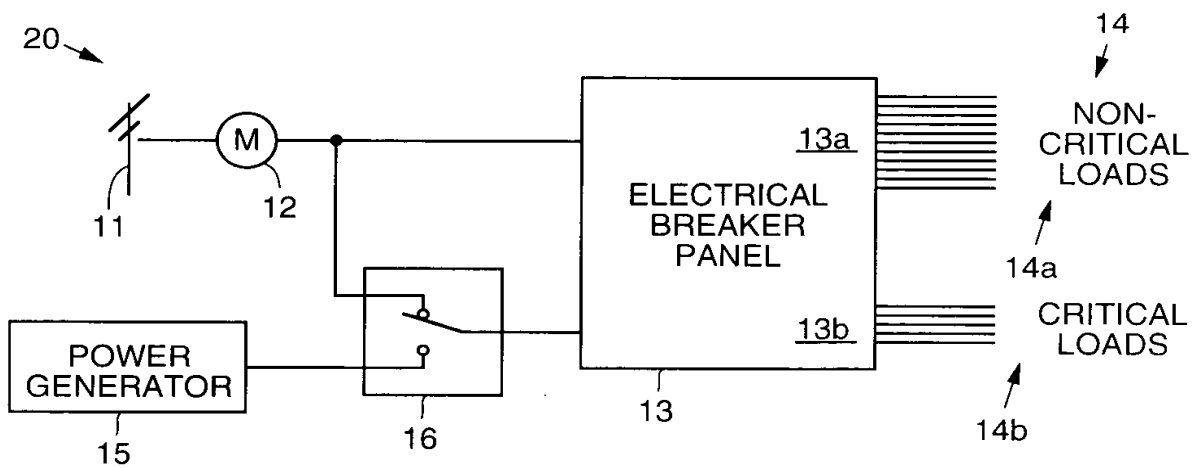 20
14
M
11
12
13a
ELECTRICAL
BREAKER
PANEL
13b
13
NON-
CRITICAL
LOADS
14a
CRITICAL
LOADS
14b
POWER
GENERATOR
15
16